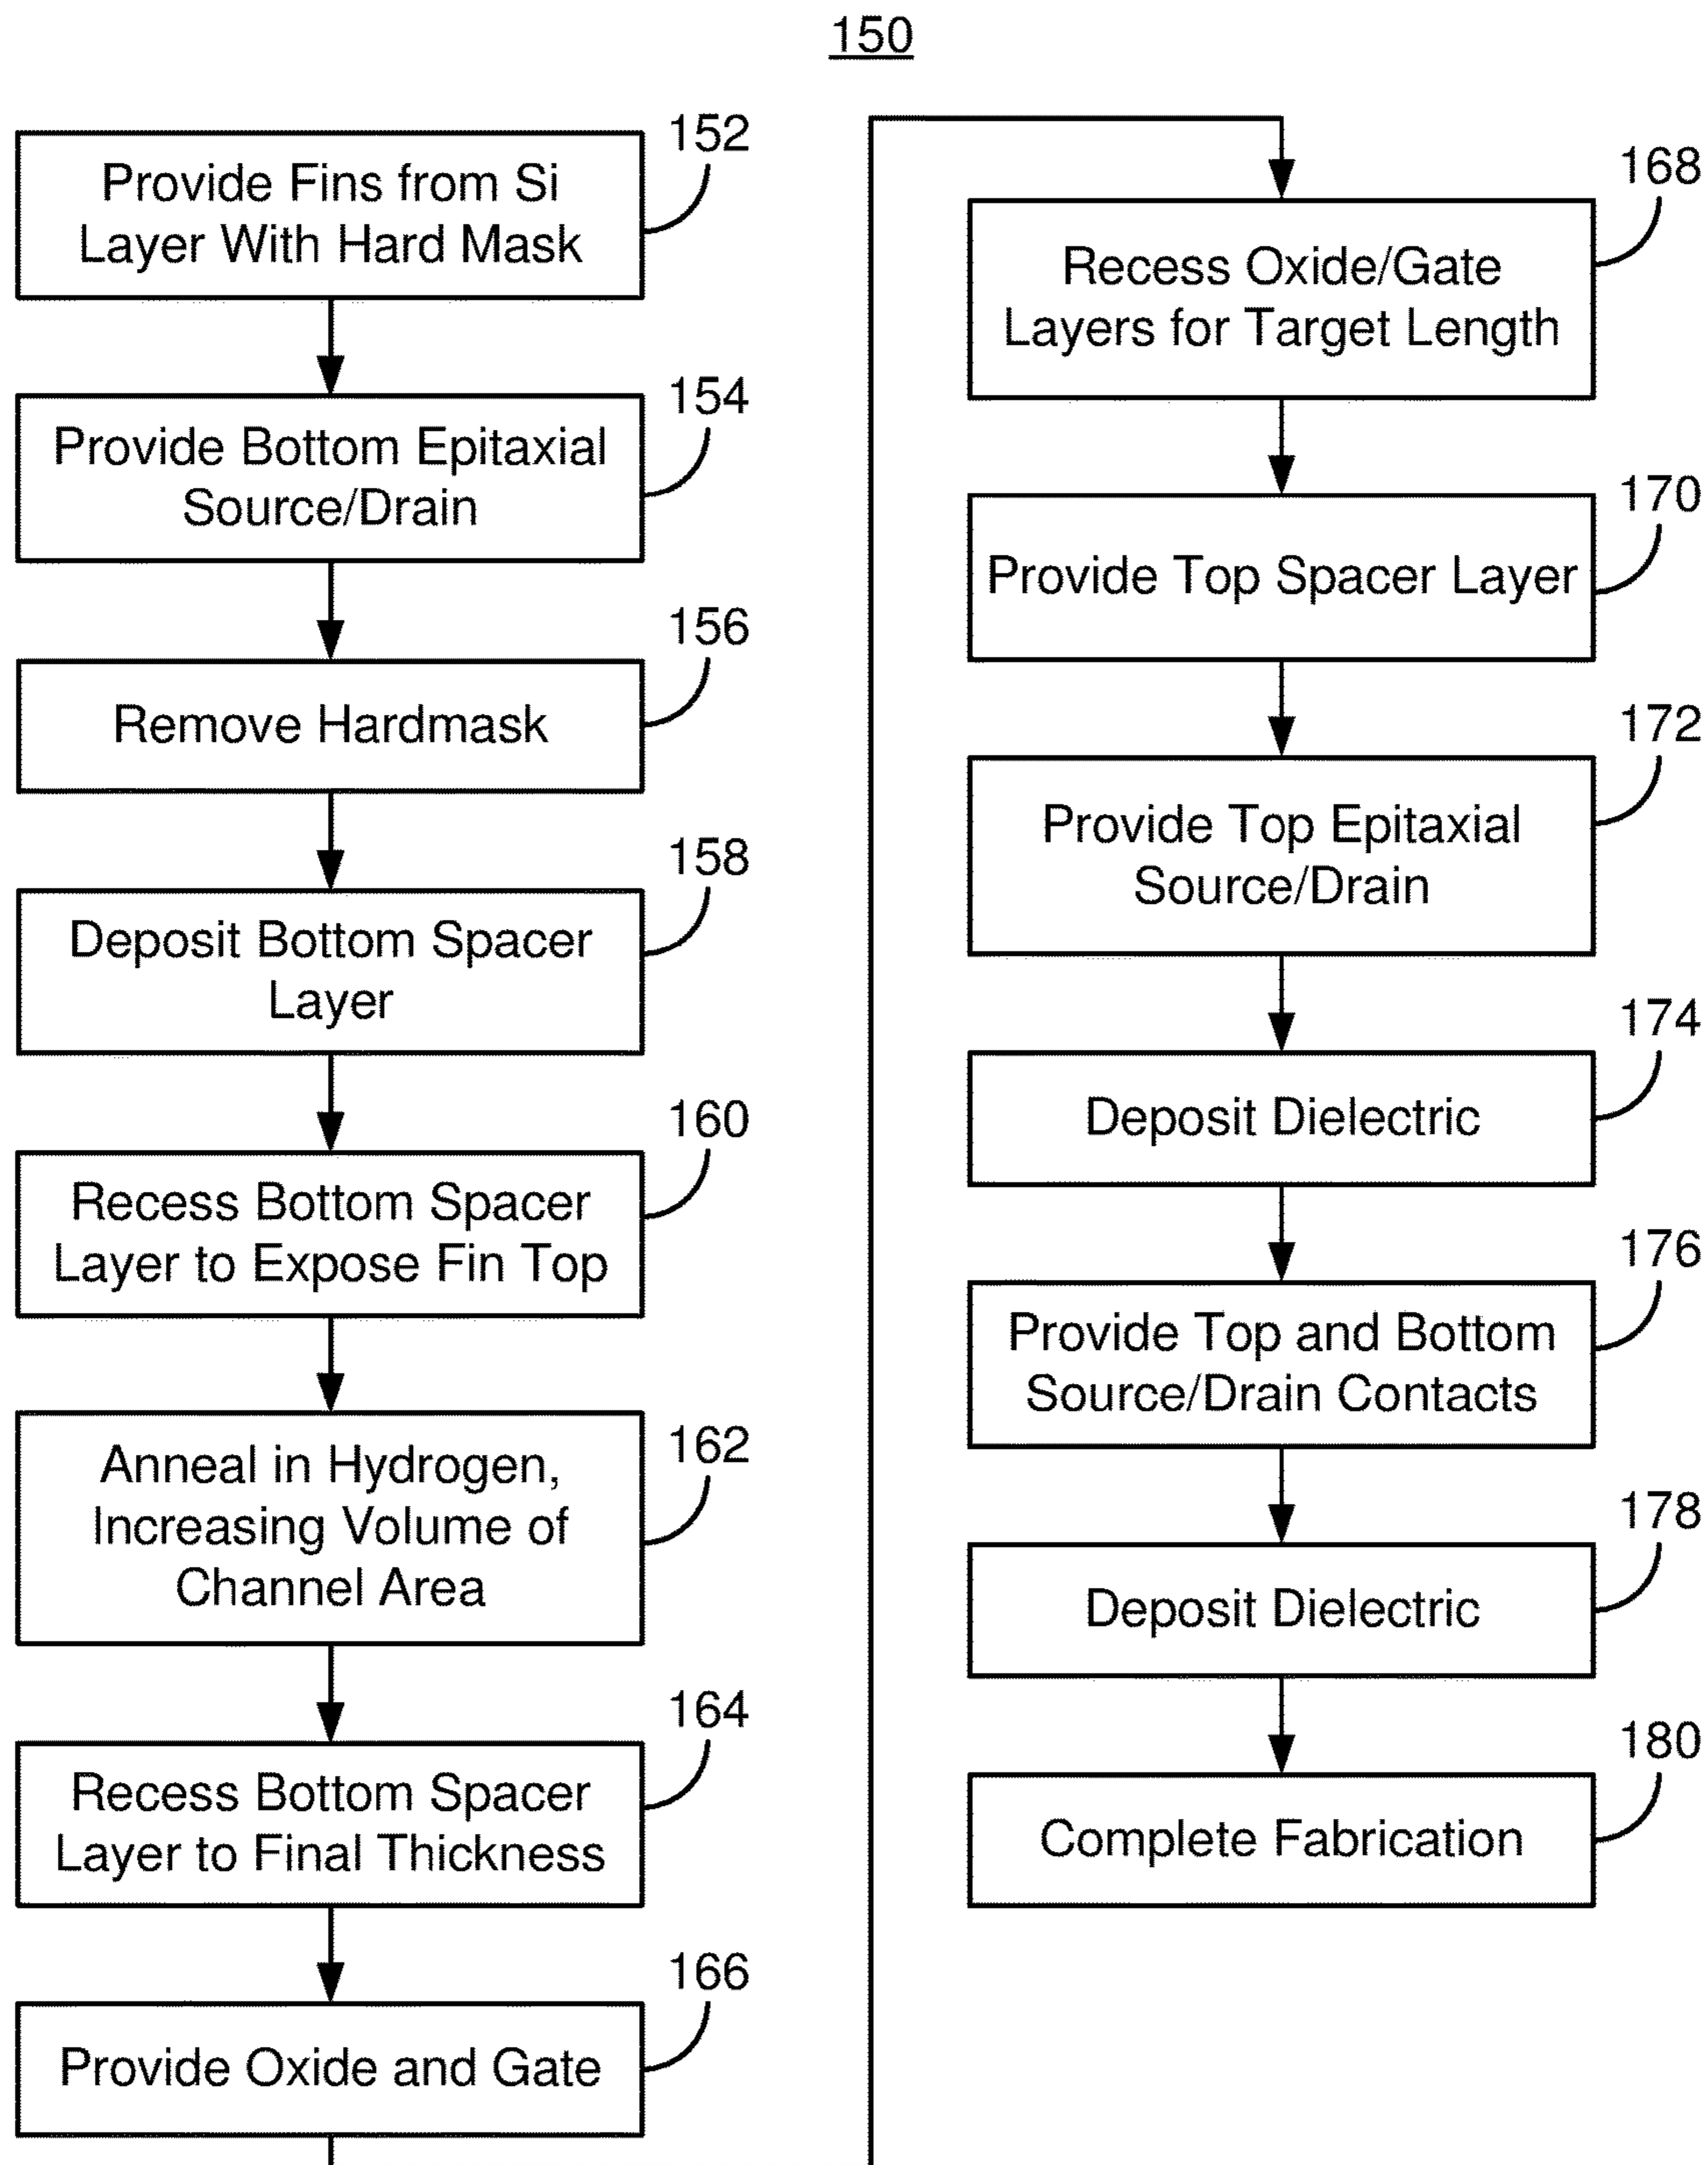 150
152
Provide Fins from Si
Layer With Hard Mask
154
Provide Bottom Epitaxial
Source/Drain
156
Remove Hardmask
158
Deposit Bottom Spacer
Layer
160
Recess Bottom Spacer
Layer to Expose Fin Top
162
Anneal in Hydrogen,
Increasing Volume of
Channel Area
164
Recess Bottom Spacer
Layer to Final Thickness
166
Provide Oxide and Gate
168
Recess Oxide/Gate
Layers for Target Length
170
Provide Top Spacer Layer
172
Provide Top Epitaxial
Source/Drain
174
Deposit Dielectric
176
Provide Top and Bottom
Source/Drain Contacts
178
Deposit Dielectric
180
Complete Fabrication